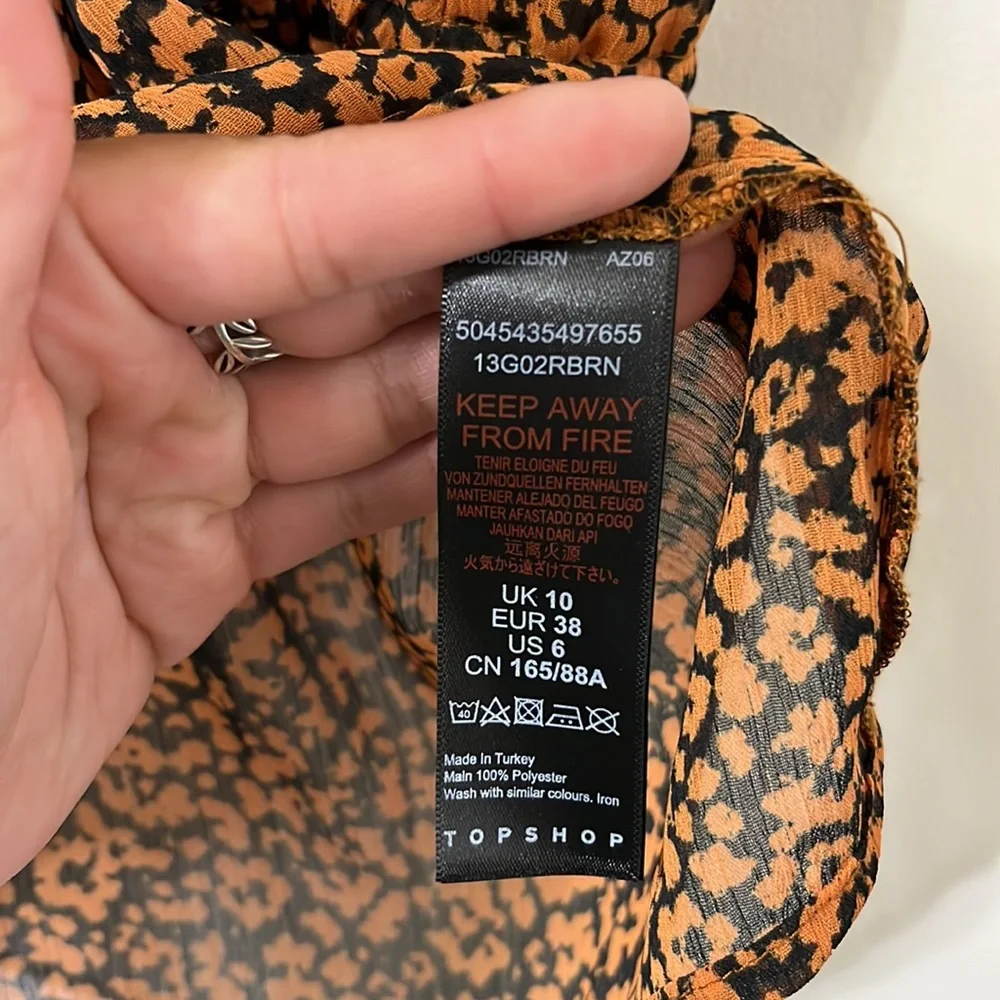 13G02RBRN AZ06
5045435497655
13G02RBRN
KEEP AWAY
FROM FIRE
TENIR ELOIGNE DU FEU
VON ZUNDQUELLEN FERNHALTEN
MANTENER ALEJADO DEL FEUGO
MANTER AFASTADO DO FOGO
JAUHKAN DARI API
远离火源
火気から遠ざけて下さい。
UK 10
EUR 38
US 6
CN 165/88A
40
Made In Turkey
Main 100% Polyester
Wash with similar colours. Iron
TOPSHOP